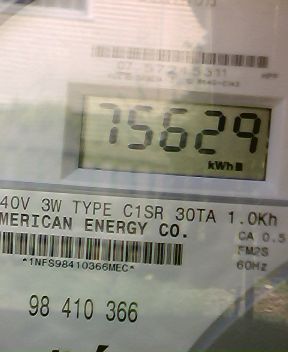 75629
kWh
40V 3W TYPE C1SR 30TA 1.0Kh
MERICAN ENERGY CO.
CA 0.5
*1NFS98410366MEC*
FM2S
60Hz
98 410 366